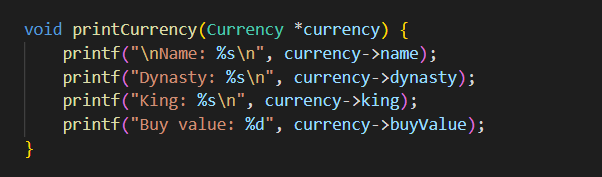 void printCurrency(Currency *currency) {
    printf("\nName: %s\n", currency->name);
    printf("Dynasty: %s\n", currency->dynasty);
    printf("King: %s\n", currency->king);
    printf("Buy value: %d", currency->buyValue);
}